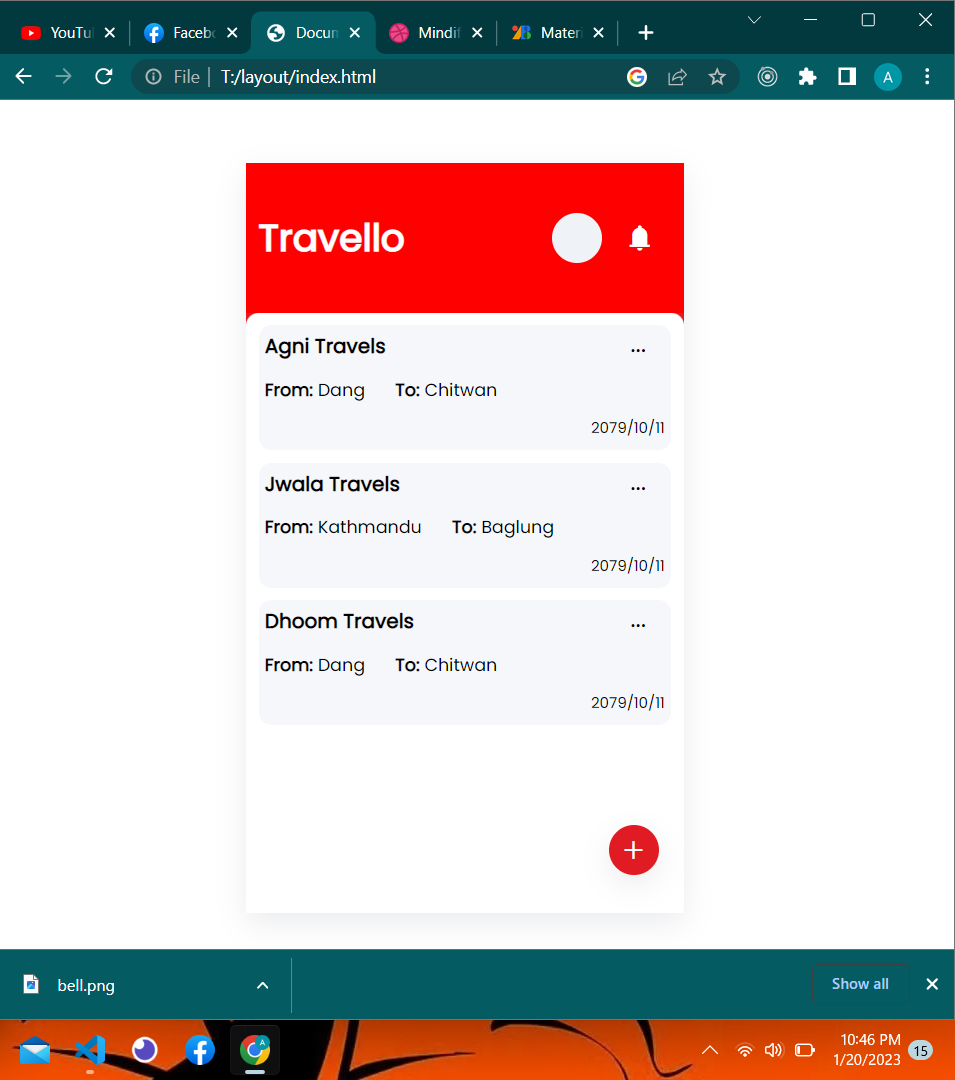 YouTu
Facebo
Docum
Mindif
Mater
File
T:/layout/index.html
A
Travello
Agni Travels
...
From: Dang To: Chitwan
2079/10/11
Jwala Travels
...
From: Kathmandu To: Baglung
2079/10/11
Dhoom Travels
...
From: Dang To: Chitwan
2079/10/11
+
bell.png
Show all
10:46 PM
1/20/2023
15